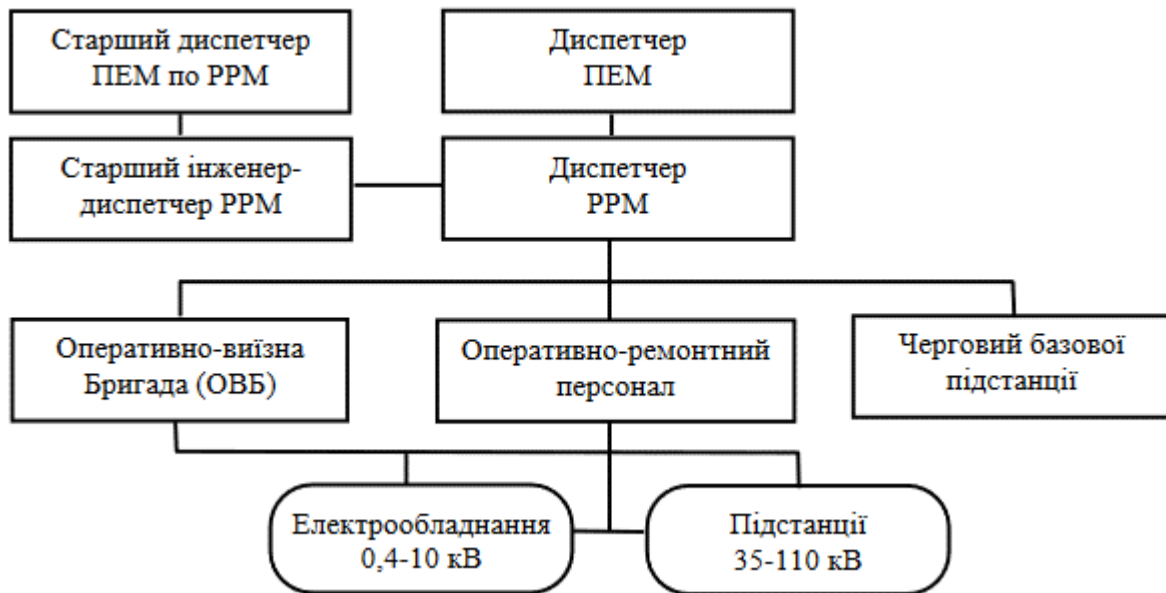 Старший диспетчер
ПЕМ по РРМ
Диспетчер
ПЕМ
Старший інженер-
диспетчер РРМ
Диспетчер
РРМ
Оперативно-виїзна
Бригада (ОВБ)
Оперативно-ремонтний
персонал
Черговий базової
підстанції
Електрообладнання
0,4-10 кВ
Підстанції
35-110 кВ